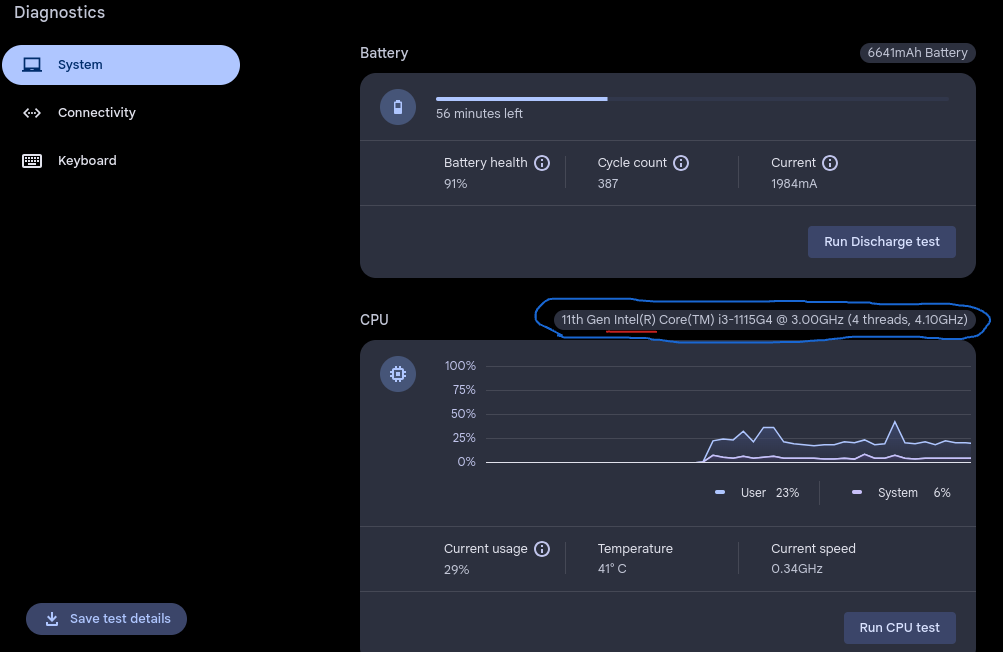 Diagnostics
System
Connectivity
Keyboard
Save test details
Battery
6641mAh Battery
56 minutes left
Battery health
91%
Cycle count
387
Current
1984mA
Run Discharge test
CPU
11th Gen Intel(R) Core(TM) i3-1115G4 @ 3.00GHz (4 threads, 4.10GHz)
100%
75%
50%
25%
0%
User 23%
System 6%
Current usage
29%
Temperature
41° C
Current speed
0.34GHz
Run CPU test